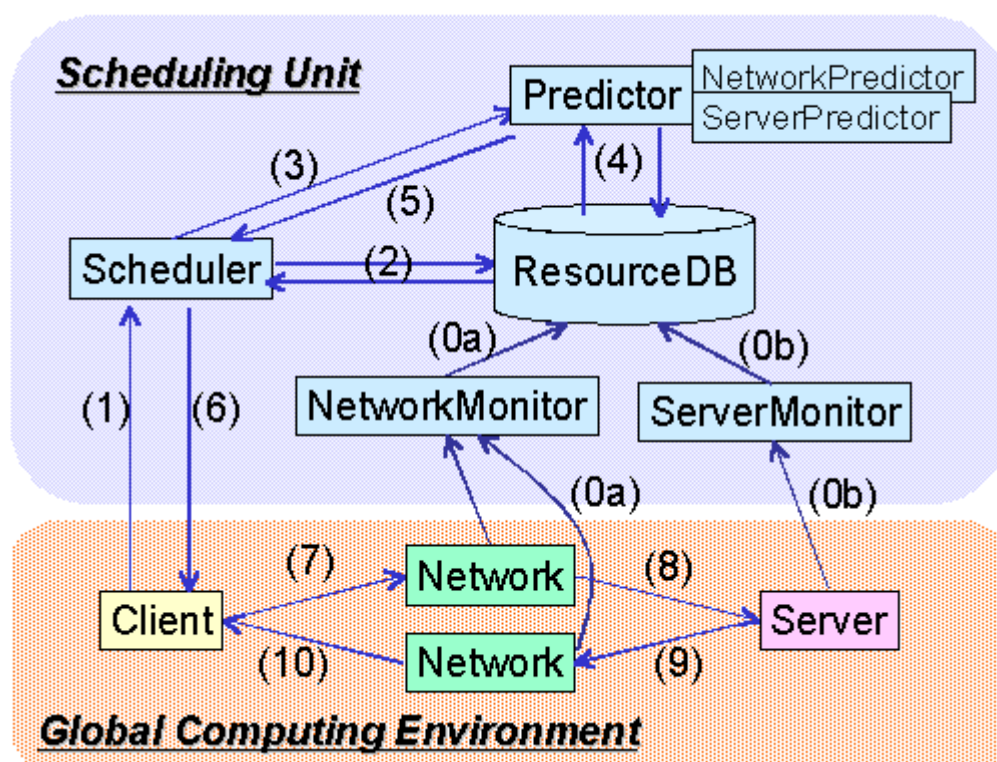 Scheduling Unit
NetworkPredictor
Predictor
ServerPredictor
(3)
(4)
(5)
Scheduler
(2)
ResourceDB
(0a)
(0b)
(1)
(6)
NetworkMonitor
ServerMonitor
(0a)
(0b)
(7)
Network
(8)
Client
Server
(10)
Network
(9)
Global Computing Environment